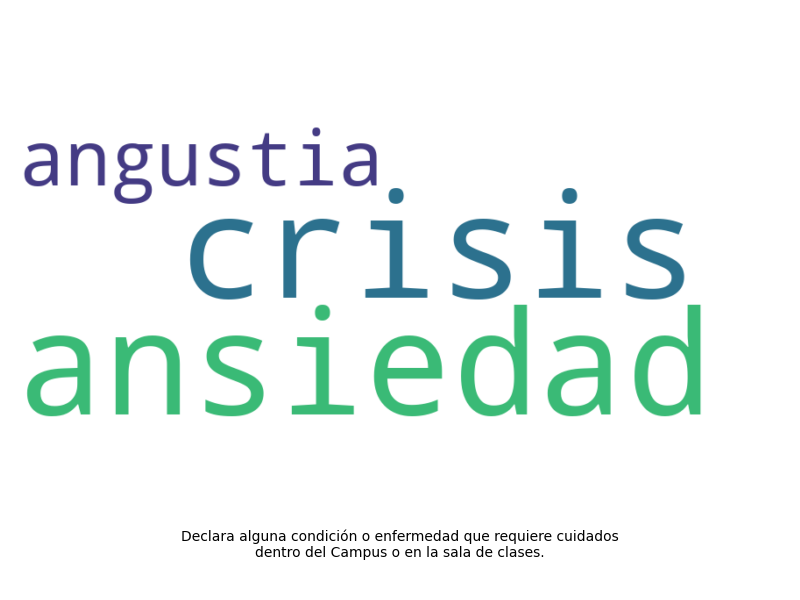 angustia
crisis
ansiedad
Declara alguna condición o enfermedad que requiere cuidados
dentro del Campus o en la sala de clases.